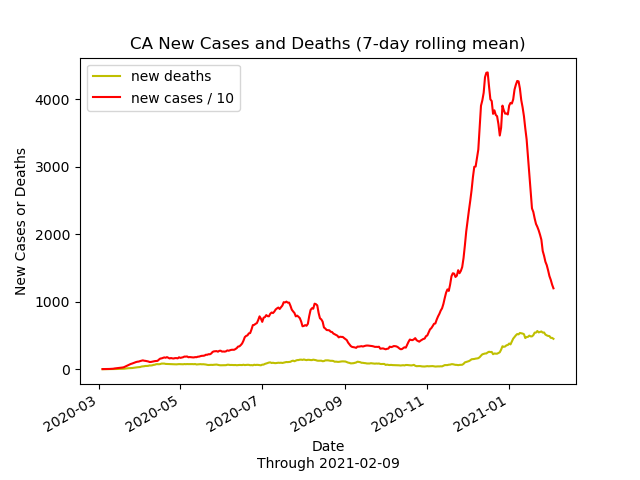 CA New Cases and Deaths (7-day rolling mean)
new deaths
new cases / 10
4000
3000
2000
1000
0
New Cases or Deaths
2020-03
2020-05
2020-07
2020-09
2020-11
2021-01
Date
Through 2021-02-09